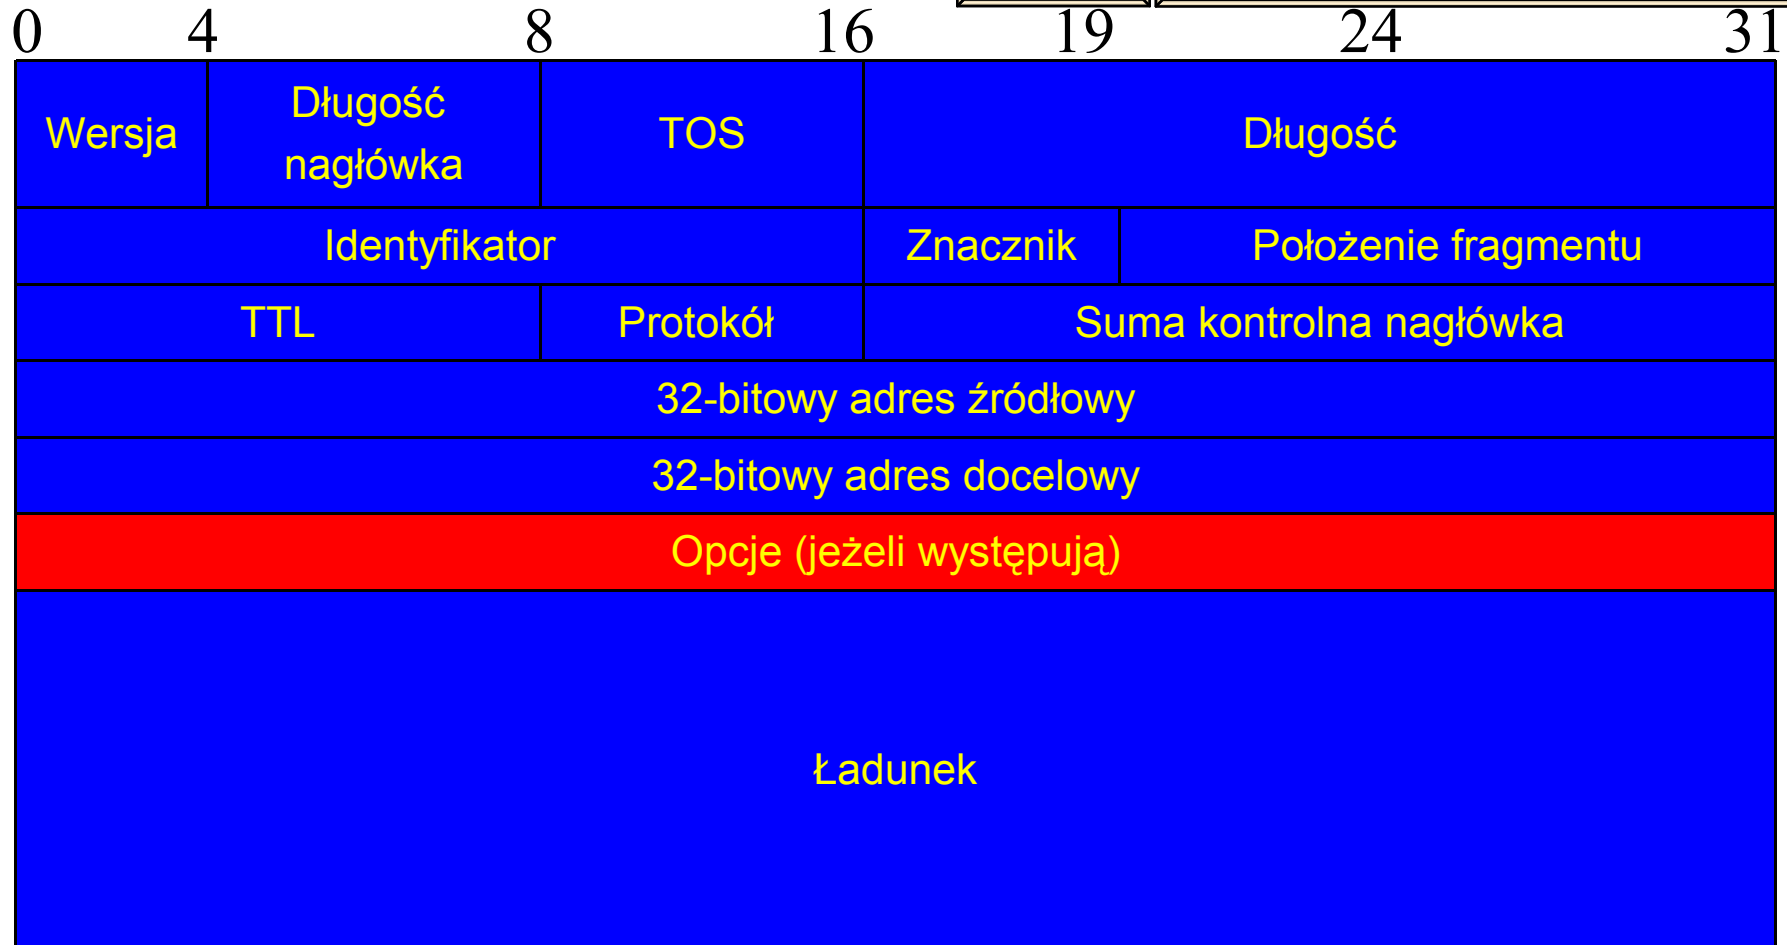 0 4 8 16 19 24 31
Wersja
Długość
nagłówka
TOS
Długość
Identyfikator
Znacznik
Położenie fragmentu
TTL
Protokół
Suma kontrolna nagłówka
32-bitowy adres źródłowy
32-bitowy adres docelowy
Opcje (jeżeli występują)
Ładunek